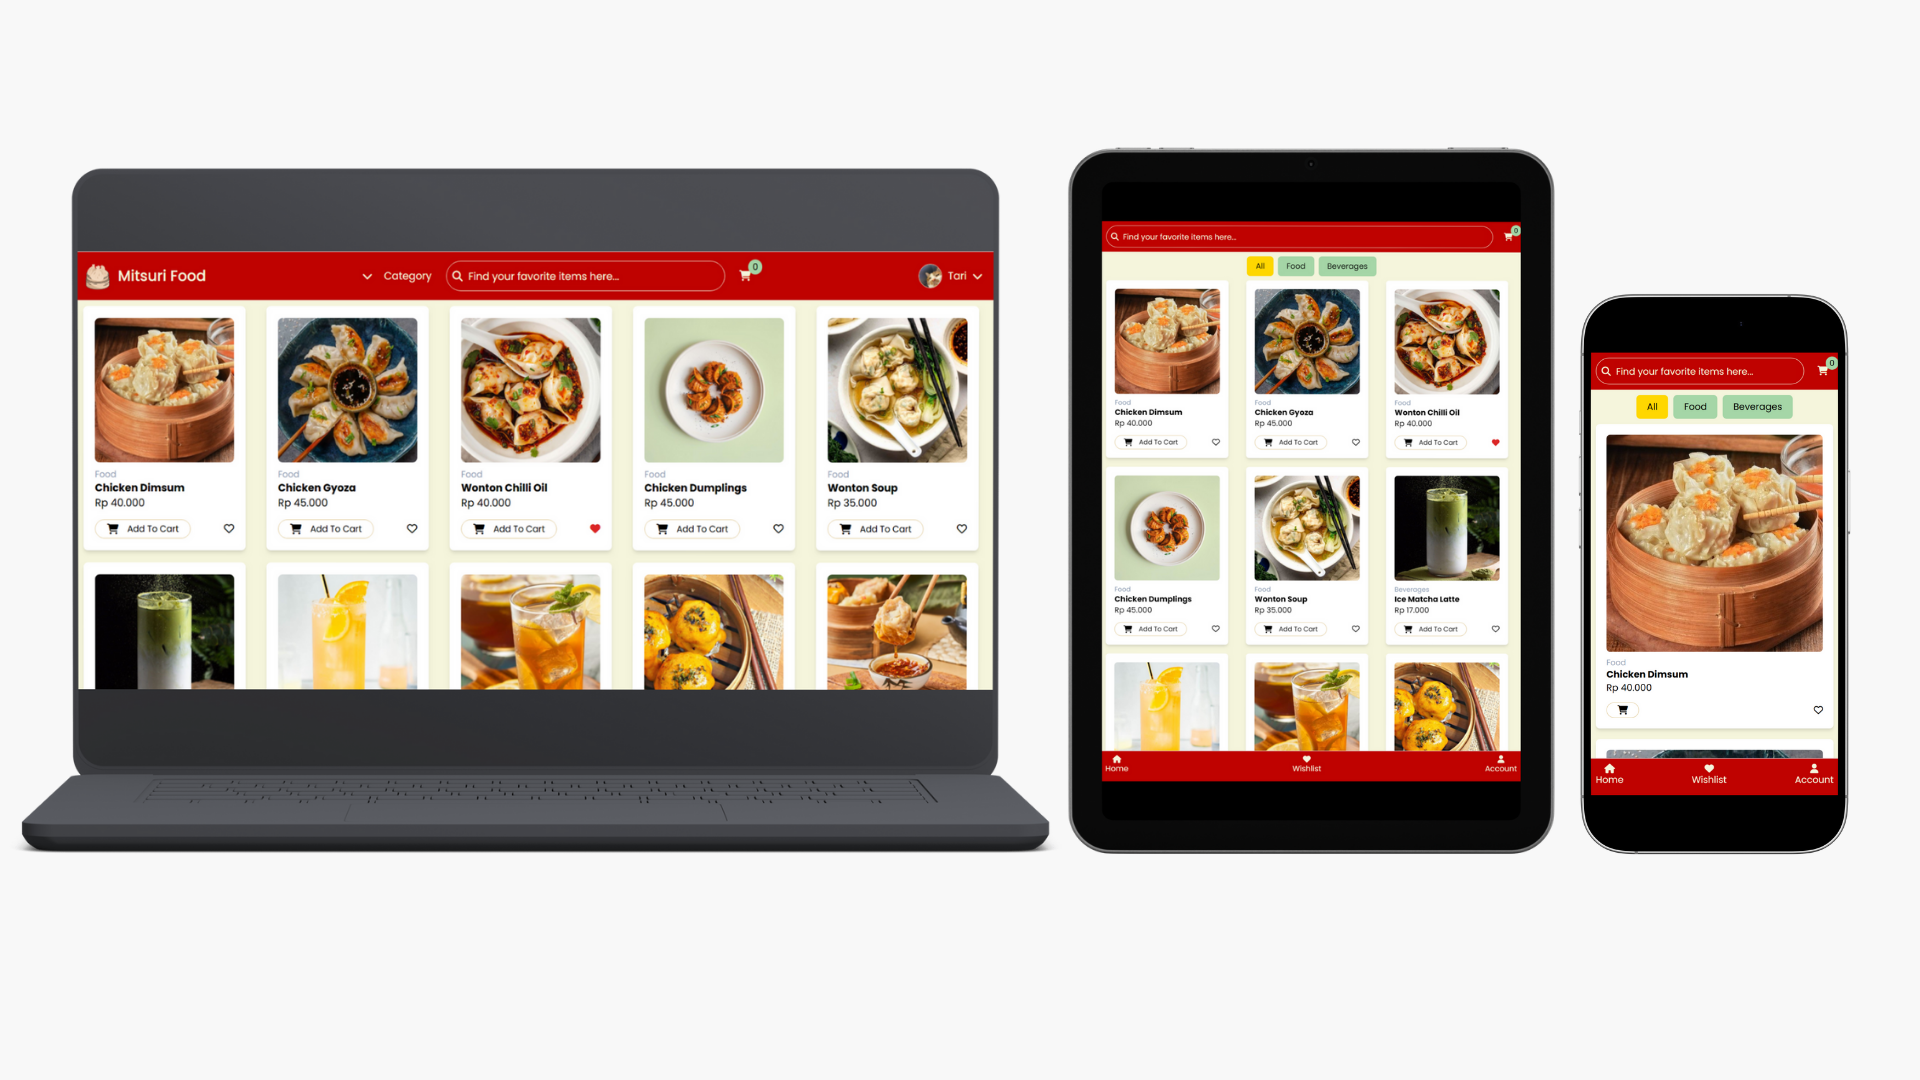 Mitsuri Food
Category
Find your favorite items here...
0
Tari
Food
Chicken Dimsum
Rp 40.000
Add To Cart
Food
Chicken Gyoza
Rp 45.000
Add To Cart
Food
Wonton Chilli Oil
Rp 40.000
Add To Cart
Food
Chicken Dumplings
Rp 45.000
Add To Cart
Food
Wonton Soup
Rp 35.000
Add To Cart
Find your favorite items here...
0
All
Food
Beverages
Food
Chicken Dimsum
Rp 40.000
Add To Cart
Food
Chicken Gyoza
Rp 45.000
Add To Cart
Food
Wonton Chilli Oil
Rp 40.000
Add To Cart
Food
Chicken Dumplings
Rp 45.000
Add To Cart
Food
Wonton Soup
Rp 35.000
Add To Cart
Beverages
Ice Matcha Latte
Rp 17.000
Add To Cart
Home
Wishlist
Account
Find your favorite items here...
0
All
Food
Beverages
Food
Chicken Dimsum
Rp 40.000
Home
Wishlist
Account